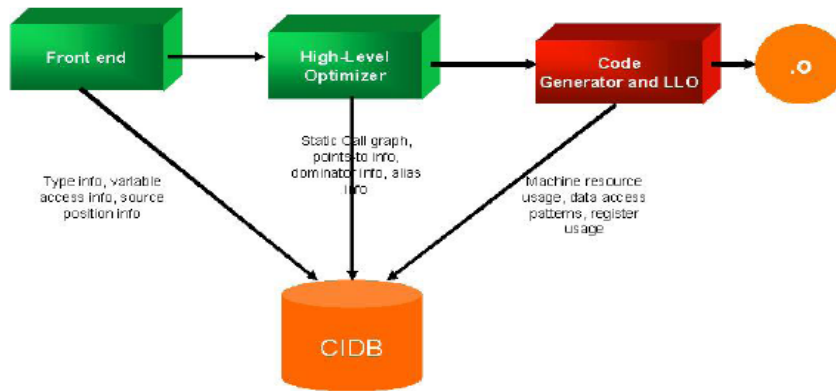 Front end
High-Level
Optimizer
Code
Generator and LLO
.o
Static Call graph,
points-to info,
dominator info, alias
info
Type info, variable
access info, source
position info
Machine resource
usage, data access
patterns, register
usage
CIDB